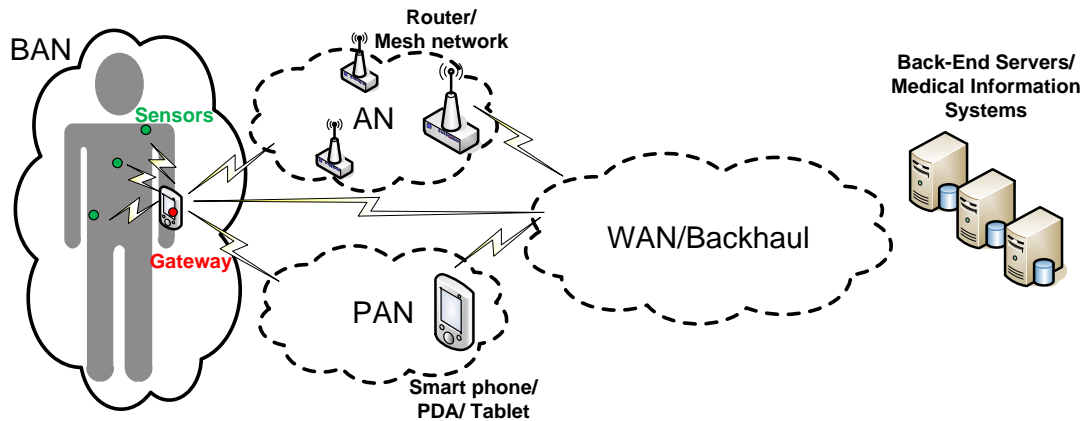 BAN
Router/
Mesh network
Back-End Servers/
Medical Information
Systems
Sensors
AN
WAN/Backhaul
Gateway
PAN
Smart phone/
PDA/ Tablet